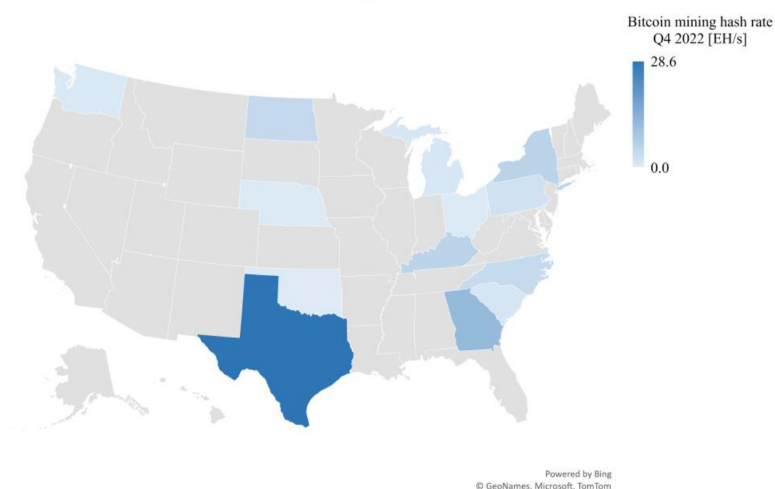 Bitcoin mining hash rate
Q4 2022 [EH/s]
28.6
0.0
Powered by Bing
© GeoNames, Microsoft, TomTom